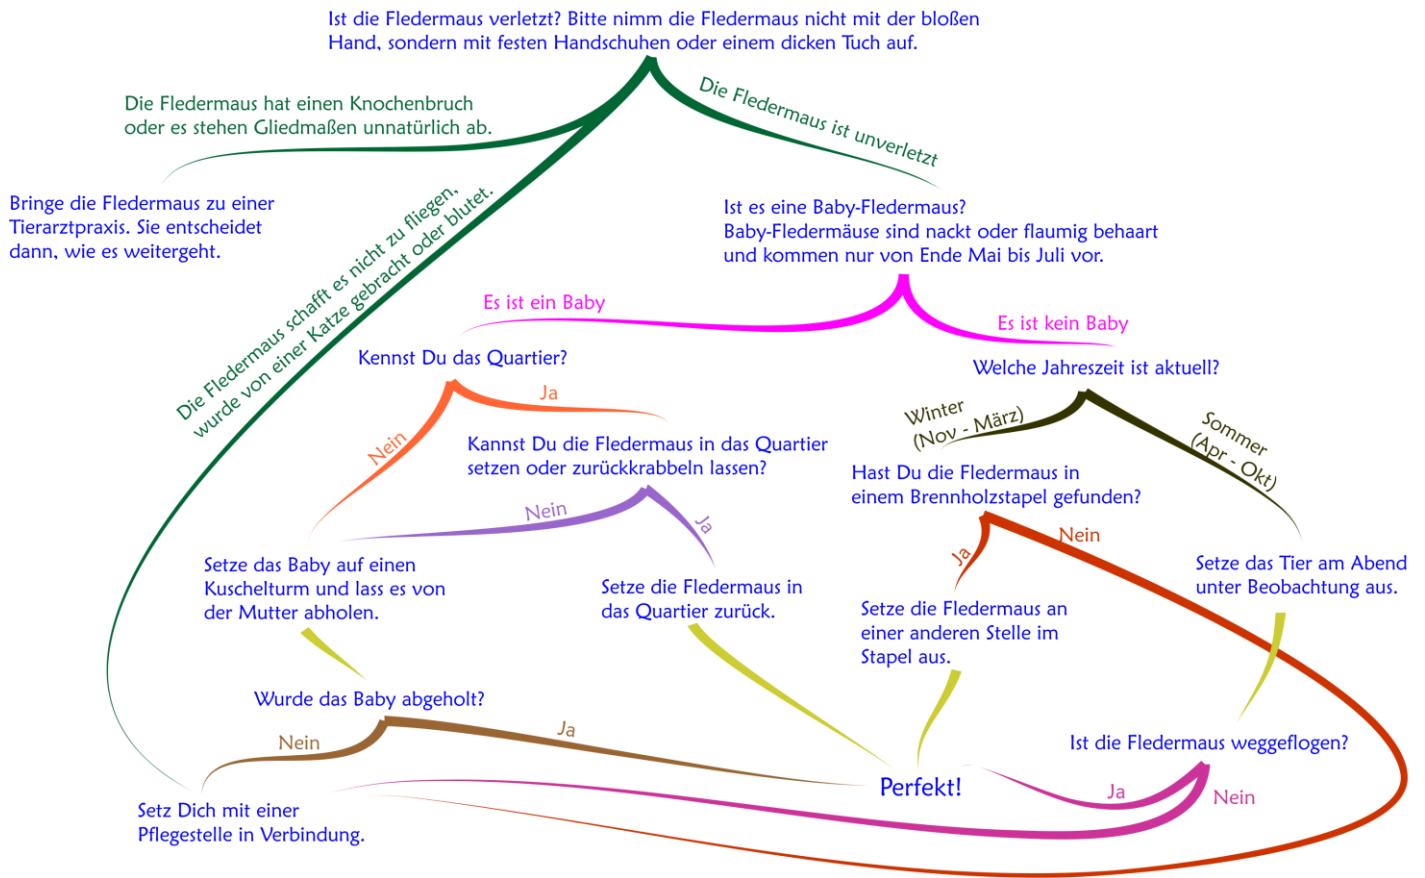 Ist die Fledermaus verletzt? Bitte nimm die Fledermaus nicht mit der bloßen
Hand, sondern mit festen Handschuhen oder einem dicken Tuch auf.
Die Fledermaus hat einen Knochenbruch
oder es stehen Gliedmaßen unnatürlich ab.
Die Fledermaus ist unverletzt
Bringe die Fledermaus zu einer
Tierarztpraxis. Sie entscheidet
dann, wie es weitergeht.
Die Fledermaus schafft es nicht zu fliegen,
wurde von einer Katze gebracht oder blutet.
Ist es eine Baby-Fledermaus?
Baby-Fledermäuse sind nackt oder flaumig behaart
und kommen nur von Ende Mai bis Juli vor.
Es ist ein Baby
Es ist kein Baby
Kennst Du das Quartier?
Welche Jahreszeit ist aktuell?
Nein
Ja
Winter
(Nov - März)
Sommer
(Apr - Okt)
Kannst Du die Fledermaus in das Quartier
setzen oder zurückkrabbeln lassen?
Hast Du die Fledermaus in
einem Brennholzstapel gefunden?
Nein
Ja
Ja
Nein
Setze das Baby auf einen
Kuschelturm und lass es von
der Mutter abholen.
Setze die Fledermaus in
das Quartier zurück.
Setze die Fledermaus an
einer anderen Stelle im
Stapel aus.
Setze das Tier am Abend
unter Beobachtung aus.
Wurde das Baby abgeholt?
Nein
Ja
Ist die Fledermaus weggeflogen?
Perfekt!
Ja
Nein
Setz Dich mit einer
Pflegestelle in Verbindung.